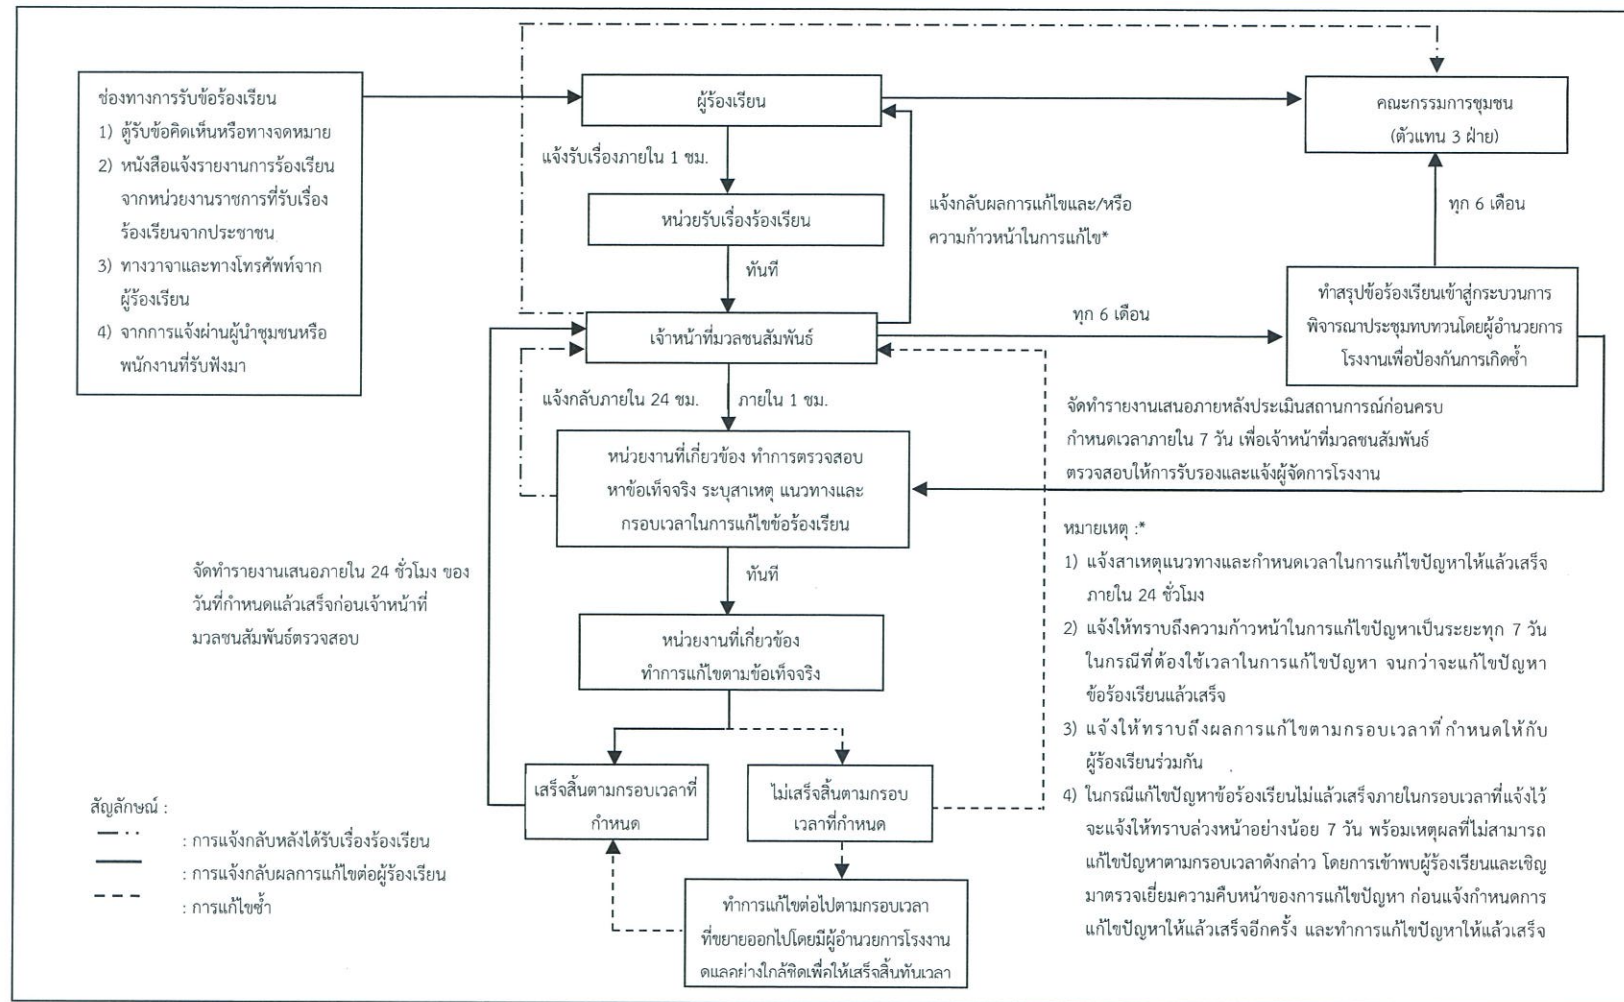 ช่องทางการรับข้อร้องเรียน
1) ตู้รับข้อคิดเห็นหรือทางจดหมาย
2) หนังสือแจ้งรายงานการร้องเรียน
จากหน่วยงานราชการที่รับเรื่อง
ร้องเรียนจากประชาชน
3) ทางวาจาและทางโทรศัพท์จาก
ผู้ร้องเรียน
4) จากการแจ้งผ่านผู้นำชุมชนหรือ
พนักงานที่รับฟังมา
ผู้ร้องเรียน
คณะกรรมการชุมชน
(ตัวแทน 3 ฝ่าย)
แจ้งรับเรื่องภายใน 1 ชม.
หน่วยรับเรื่องร้องเรียน
แจ้งกลับผลการแก้ไขและ/หรือ
ความก้าวหน้าในการแก้ไข*
ทุก 6 เดือน
ทันที
เจ้าหน้าที่มวลชนสัมพันธ์
ทุก 6 เดือน
ทำสรุปข้อร้องเรียนเข้าสู่กระบวนการ
พิจารณาประชุมทบทวนโดยผู้อำนวยการ
โรงงานเพื่อป้องกันการเกิดซ้ำ
แจ้งกลับภายใน 24 ชม.
ภายใน 1 ชม.
จัดทำรายงานเสนอภายหลังประเมินสถานการณ์ก่อนครบ
กำหนดเวลาภายใน 7 วัน เพื่อเจ้าหน้าที่มวลชนสัมพันธ์
ตรวจสอบให้การรับรองและแจ้งผู้จัดการโรงงาน
หน่วยงานที่เกี่ยวข้อง ทำการตรวจสอบ
หาข้อเท็จจริง ระบุสาเหตุ แนวทางและ
กรอบเวลาในการแก้ไขข้อร้องเรียน
จัดทำรายงานเสนอภายใน 24 ชั่วโมง ของ
วันที่กำหนดแล้วเสร็จก่อนเจ้าหน้าที่
มวลชนสัมพันธ์ตรวจสอบ
ทันที
หน่วยงานที่เกี่ยวข้อง
ทำการแก้ไขตามข้อเท็จจริง
เสร็จสิ้นตามกรอบเวลาที่
กำหนด
ไม่เสร็จสิ้นตามกรอบ
เวลาที่กำหนด
ทำการแก้ไขต่อไปตามกรอบเวลา
ที่ขยายออกไปโดยมีผู้อำนวยการโรงงาน
ดูแลอย่างใกล้ชิดเพื่อให้เสร็จสิ้นทันเวลา
สัญลักษณ์ :
: การแจ้งกลับหลังได้รับเรื่องร้องเรียน
: การแจ้งกลับผลการแก้ไขต่อผู้ร้องเรียน
: การแก้ไขซ้ำ
หมายเหตุ :*
1) แจ้งสาเหตุแนวทางและกำหนดเวลาในการแก้ไขปัญหาให้แล้วเสร็จ
ภายใน 24 ชั่วโมง
2) แจ้งให้ทราบถึงความก้าวหน้าในการแก้ไขปัญหาเป็นระยะทุก 7 วัน
ในกรณีที่ต้องใช้เวลาในการแก้ไขปัญหา จนกว่าจะแก้ไขปัญหา
ข้อร้องเรียนแล้วเสร็จ
3) แจ้งให้ทราบถึงผลการแก้ไขตามกรอบเวลาที่กำหนดให้กับ
ผู้ร้องเรียนร่วมกัน
4) ในกรณีแก้ไขปัญหาข้อร้องเรียนไม่แล้วเสร็จภายในกรอบเวลาที่แจ้งไว้
จะแจ้งให้ทราบล่วงหน้าอย่างน้อย 7 วัน พร้อมเหตุผลที่ไม่สามารถ
แก้ไขปัญหาตามกรอบเวลาดังกล่าว โดยการเข้าพบผู้ร้องเรียนและเชิญ
มาตรวจเยี่ยมความคืบหน้าของการแก้ไขปัญหา ก่อนแจ้งกำหนดการ
แก้ไขปัญหาให้แล้วเสร็จอีกครั้ง และทำการแก้ไขปัญหาให้แล้วเสร็จ